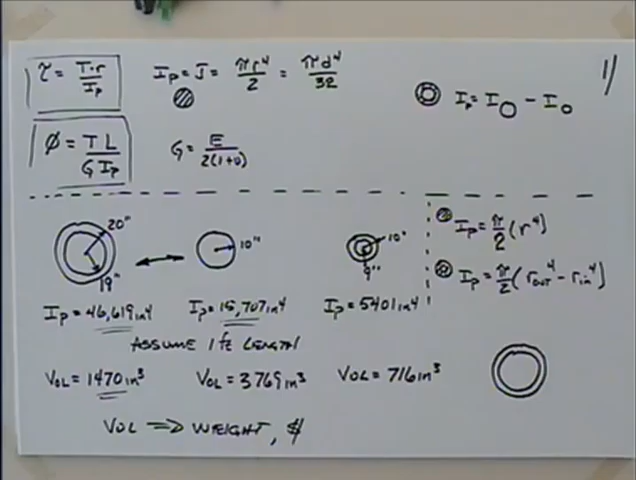 τ = T·r / Ip
Ip = J = πr⁴/2 = πd⁴/32
1/
Ip = I○ - I○
Ø = TL / GIp
G = E / 2(1+υ)
20"
19"
10"
10"
9"
Ip = π/2 (r⁴)
Ip = π/2 (rout⁴ - rin⁴)
Ip = 46,619 in⁴
Ip = 15,707 in⁴
Ip = 5401 in⁴
ASSUME 1 ft LENGTH
VOL = 1470 in³
VOL = 3769 in³
VOL = 716 in³
VOL ⇒ WEIGHT, $